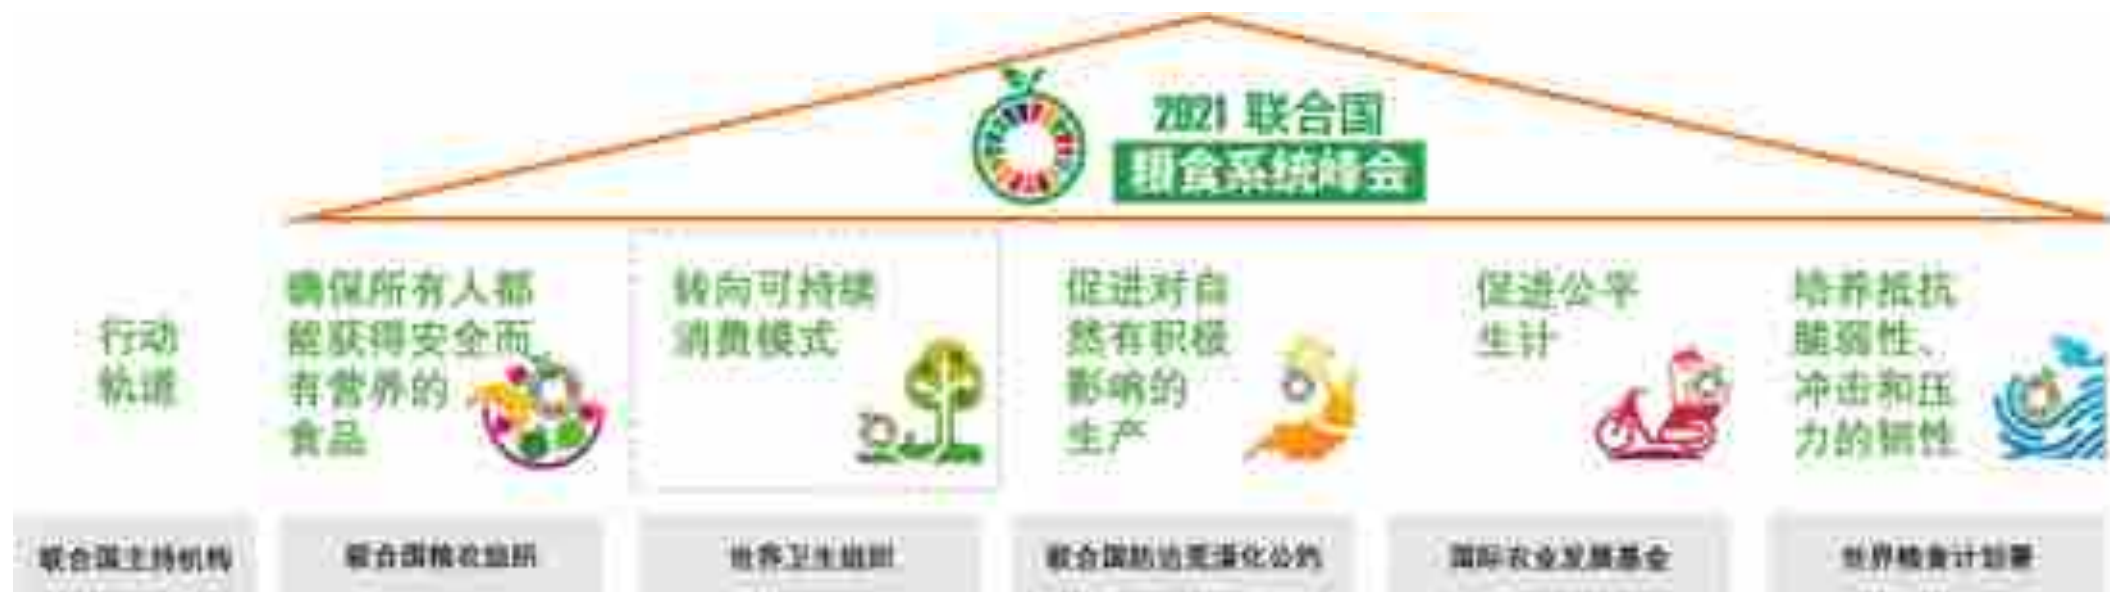 2021 联合国
粮食系统峰会
行动
轨道
确保所有人都
能获得安全而
有营养的
食品
转向可持续
消费模式
促进对自
然有积极
影响的
生产
促进公平
生计
培养抵抗
脆弱性、
冲击和压
力的韧性
联合国主持机构
联合国粮农组织
世界卫生组织
联合国防治荒漠化公约
国际农业发展基金
世界粮食计划署